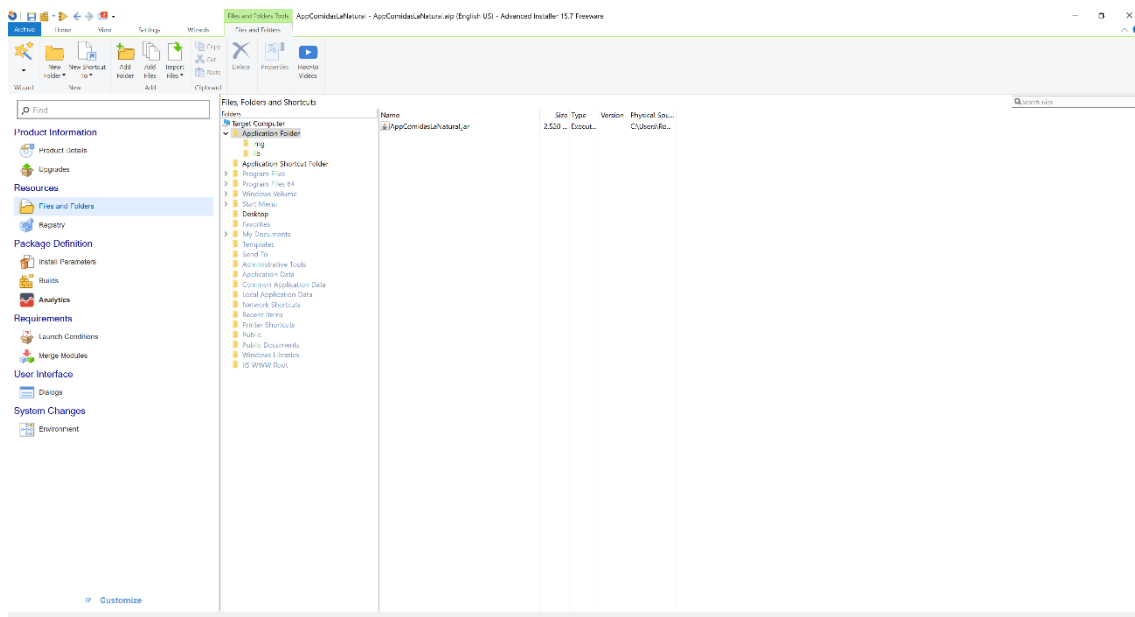 Files and Folders Tools AppComidasLaNatural - AppComidasLaNatural.aip (English US) - Advanced Installer 15.7 Freeware
Archivo Home View Settings Wizards Files and Folders
Wizard
New Folder
New Shortcut To
New
Add Folder
Add Files
Import Files
Add
Copy
Cut
Paste
Clipboard
Delete
Properties
How-to Videos
Find
Product Information
Product Details
Upgrades
Resources
Files and Folders
Registry
Package Definition
Install Parameters
Builds
Analytics
Requirements
Launch Conditions
Merge Modules
User Interface
Dialogs
System Changes
Environment
Customize
Files, Folders and Shortcuts
Folders
Target Computer
Application Folder
img
lib
Application Shortcut Folder
Program Files
Program Files 64
Windows Volume
Start Menu
Desktop
Favorites
My Documents
Templates
Send To
Administrative Tools
Application Data
Common Application Data
Local Application Data
Network Shortcuts
Recent Items
Printer Shortcuts
Public
Public Documents
Windows Libraries
IIS WWW Root
Name Size Type Version Physical Sou...
AppComidasLaNatural.jar 2.520 ... Execut... C:\Users\Ro...